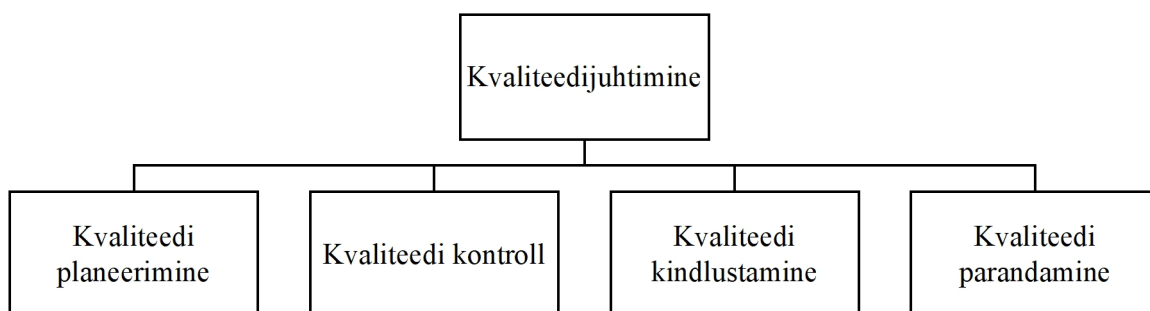 Kvaliteedijuhtimine
Kvaliteedi
planeerimine
Kvaliteedi kontroll
Kvaliteedi
kindlustamine
Kvaliteedi
parandamine